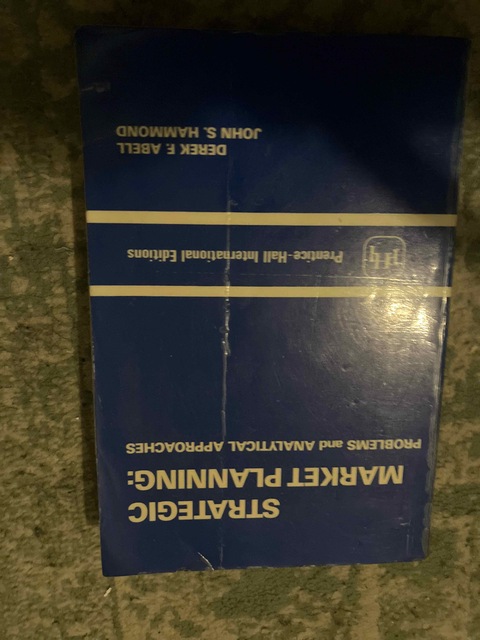 STRATEGIC
MARKET PLANNING:
PROBLEMS and ANALYTICAL APPROACHES
Prentice-Hall International Editions
DEREK F. ABELL
JOHN S. HAMMOND